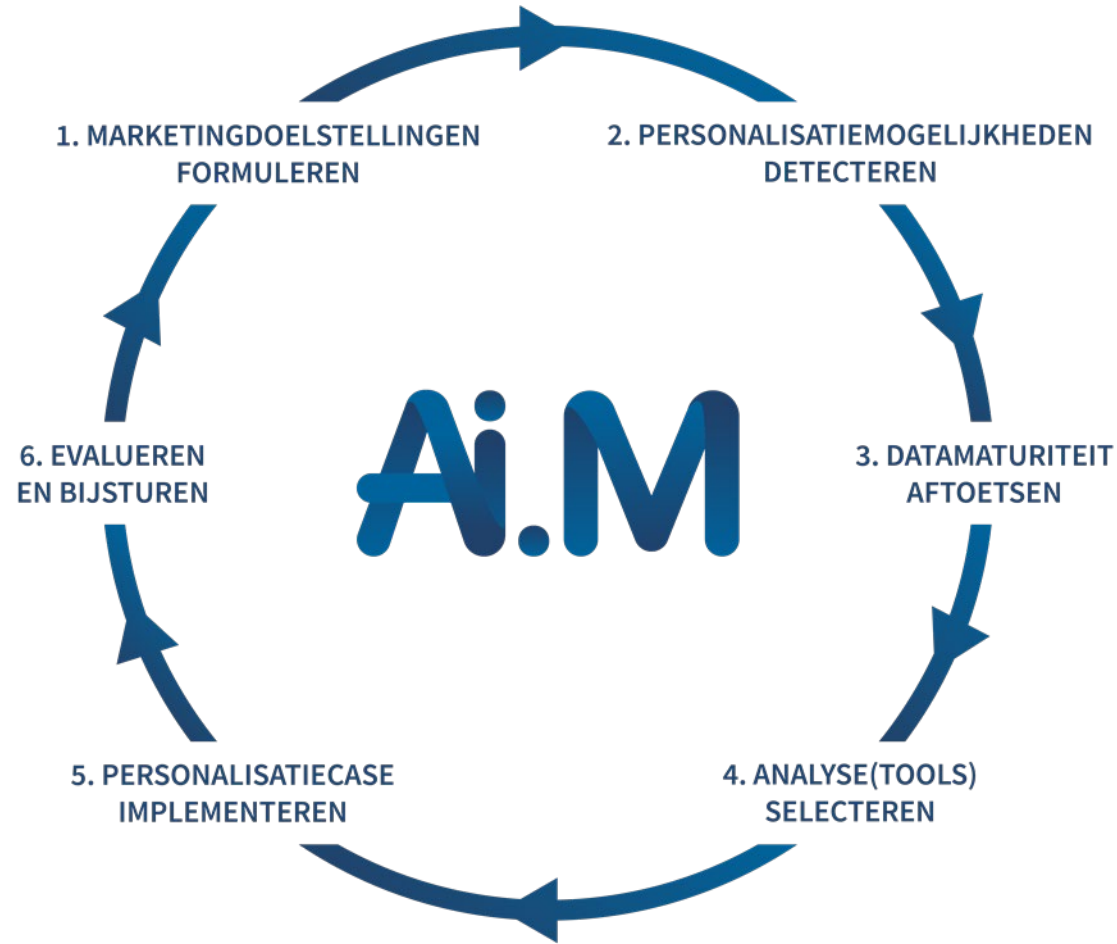 1. MARKETINGDOELSTELLINGEN
FORMULEREN
2. PERSONALISATIEMOGELIJKHEDEN
DETECTEREN
3. DATAMATURITEIT
AFTOETSEN
4. ANALYSE(TOOLS)
SELECTEREN
5. PERSONALISATIECASE
IMPLEMENTEREN
6. EVALUEREN
EN BIJSTUREN
Ai.M